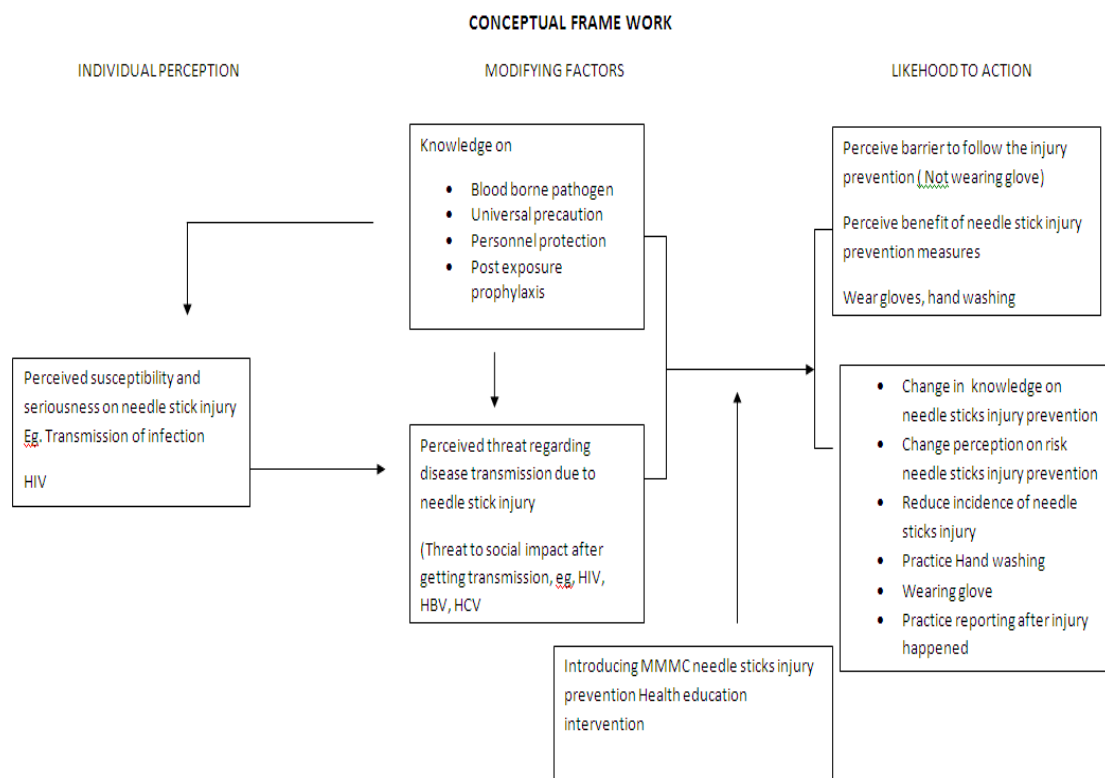 CONCEPTUAL FRAME WORK
INDIVIDUAL PERCEPTION
MODIFYING FACTORS
LIKEHOOD TO ACTION
Knowledge on
• Blood borne pathogen
• Universal precaution
• Personnel protection
• Post exposure
prophylaxis
Perceived susceptibility and
seriousness on needle stick injury
Eg. Transmission of infection
HIV
Perceived threat regarding
disease transmission due to
needle stick injury
(Threat to social impact after
getting transmission, eg, HIV,
HBV, HCV
Introducing MMMC needle sticks injury
prevention Health education
intervention
Perceive barrier to follow the injury
prevention ( Not wearing glove)
Perceive benefit of needle stick injury
prevention measures
Wear gloves, hand washing
• Change in knowledge on
needle sticks injury prevention
• Change perception on risk
needle sticks injury prevention
• Reduce incidence of needle
sticks injury
• Practice Hand washing
• Wearing glove
• Practice reporting after injury
happened